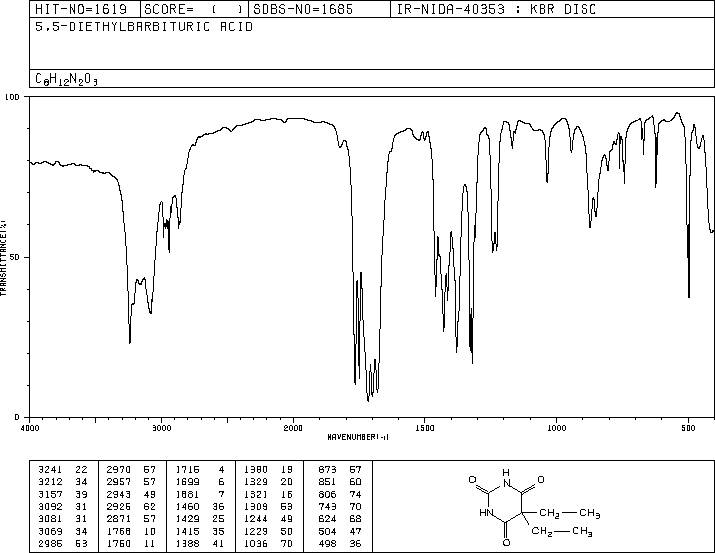 HIT-NO=1619 SCORE= ( ) SDBS-NO=1685 IR-NIDA-40353 : KBR DISC
5,5-DIETHYLBARBITURIC ACID
C8H12N2O3
100
50
0
TRANSMITTANCE(%)
4000 3000 2000 1500 1000 500
WAVENUMBER(-1)
3241 22 2970 57 1716 4 1380 19 873 57
3212 34 2957 57 1699 6 1329 20 851 60
3157 39 2943 49 1681 7 1321 16 806 74
3092 31 2926 62 1460 36 1309 59 743 70
3081 31 2871 57 1429 25 1244 49 624 68
3069 34 1768 10 1415 35 1229 50 504 47
2986 63 1760 11 1388 41 1036 70 498 36
H
O N O
HN CH2 CH3
O CH2 CH3